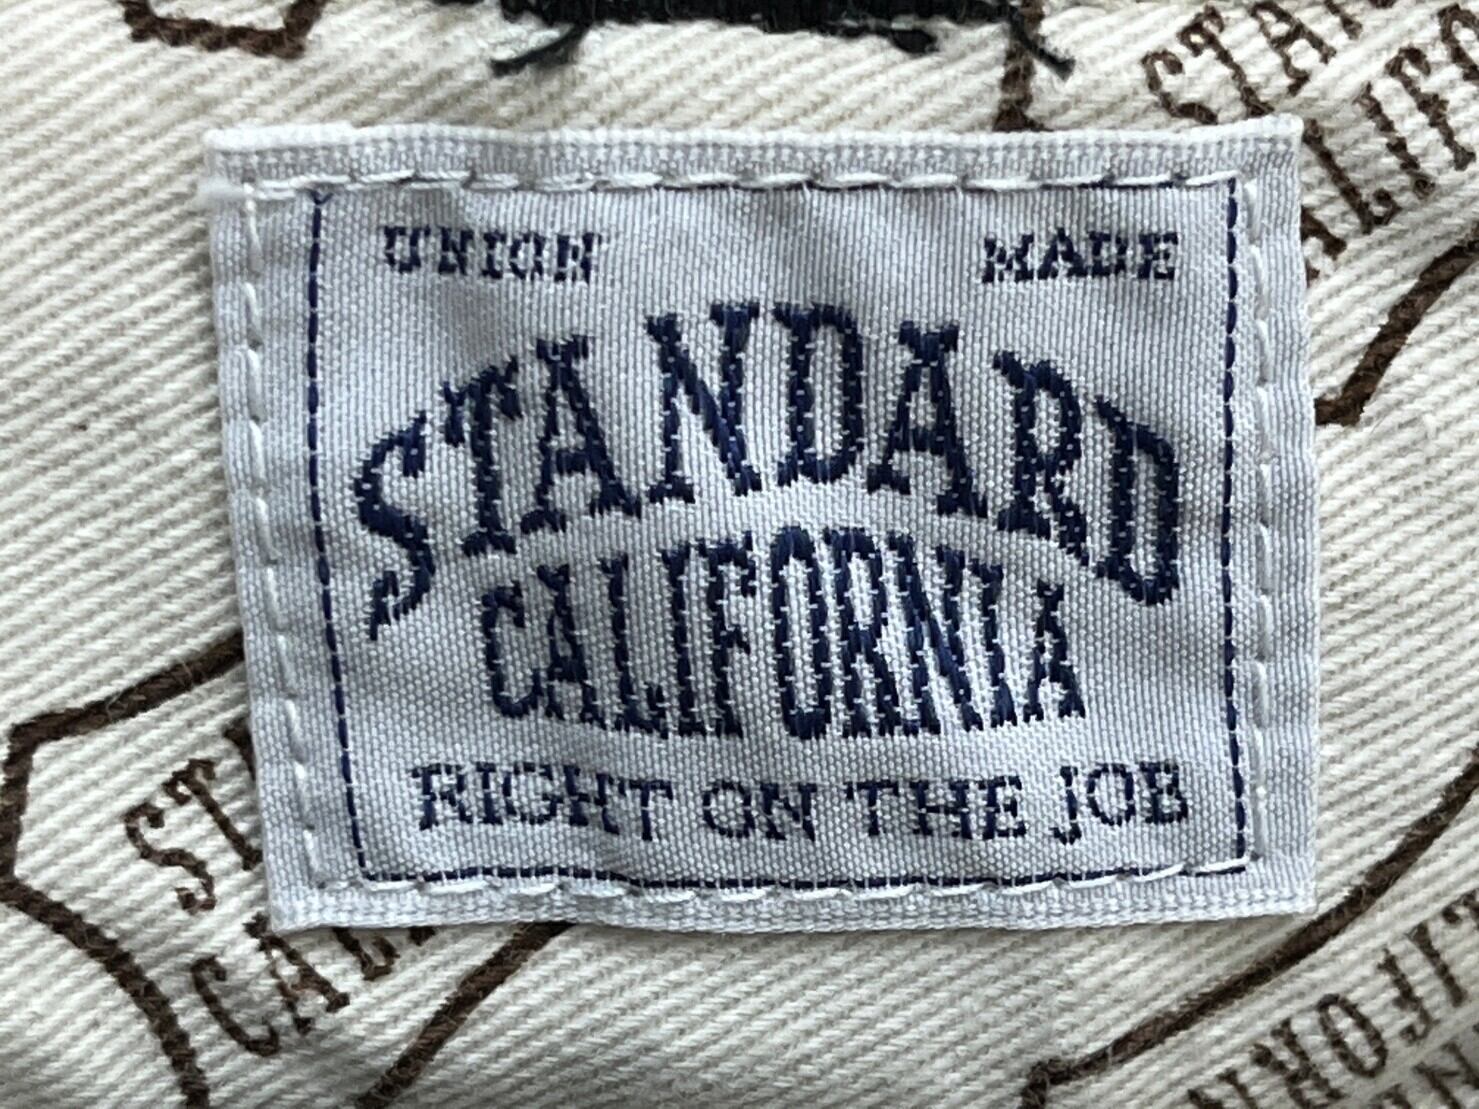 UNION MADE
STANDARD
CALIFORNIA
RIGHT ON THE JOB